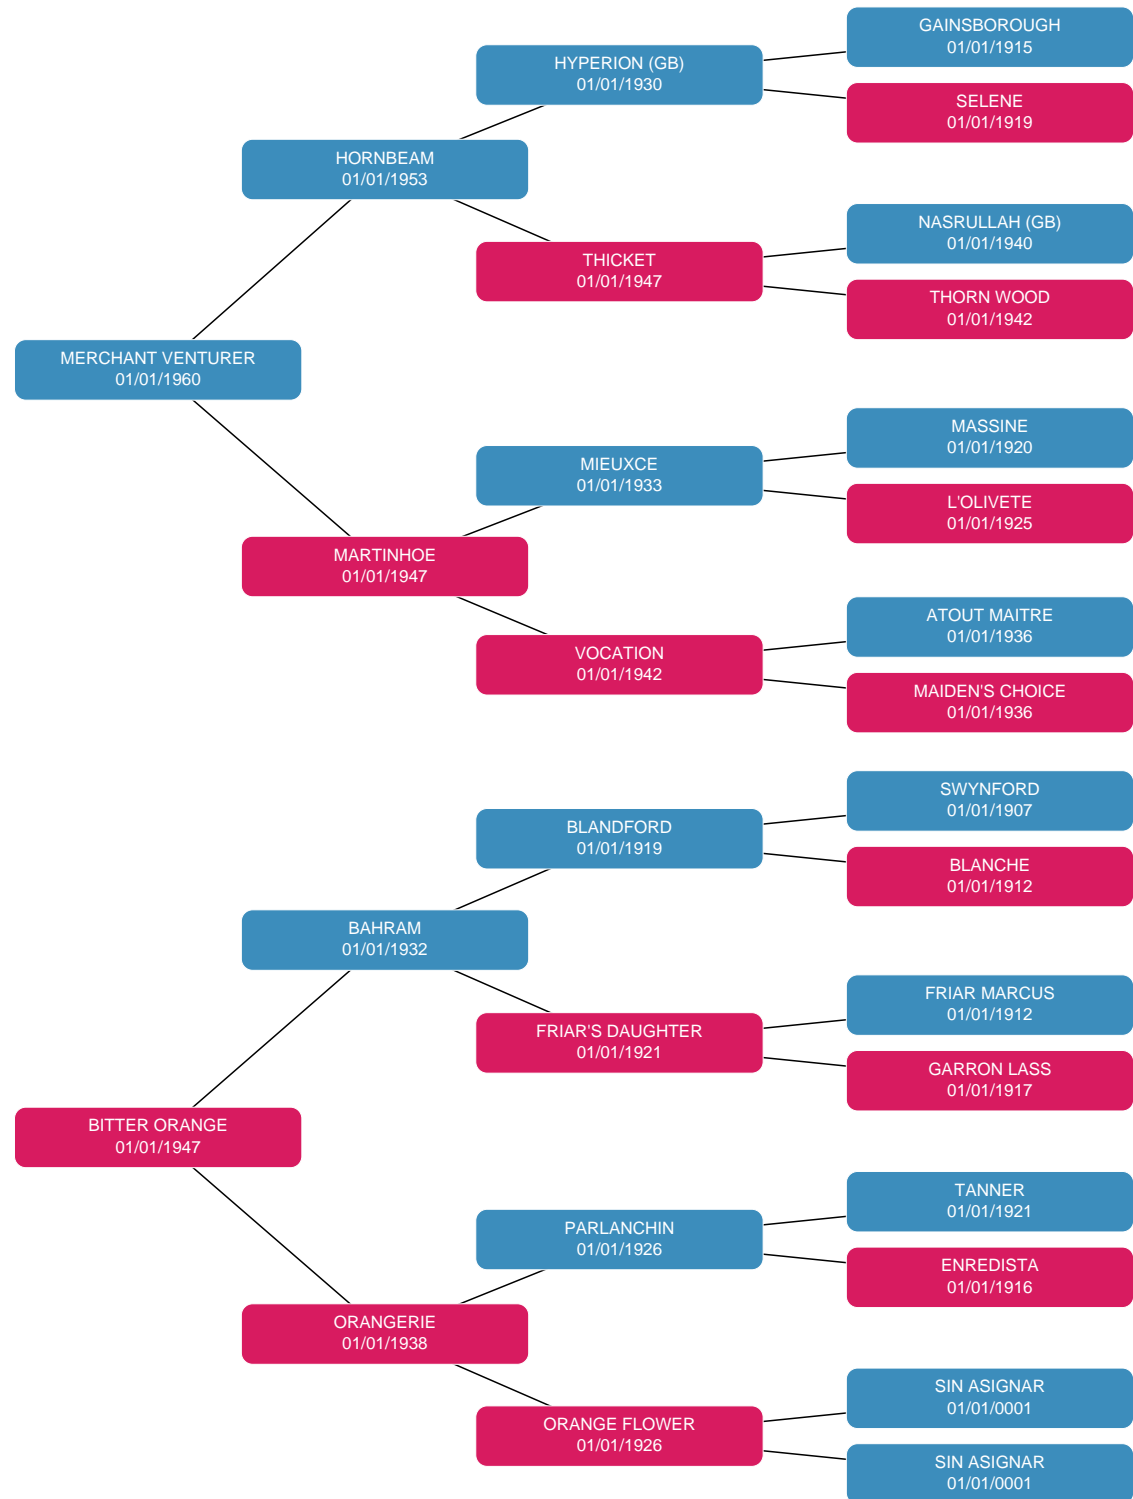 GAINSBOROUGH
01/01/1915
HYPERION (GB)
01/01/1930
SELENE
01/01/1919
HORNBEAM
01/01/1953
NASRULLAH (GB)
01/01/1940
THICKET
01/01/1947
THORN WOOD
01/01/1942
MERCHANT VENTURER
01/01/1960
MASSINE
01/01/1920
MIEUXCE
01/01/1933
L'OLIVETE
01/01/1925
MARTINHOE
01/01/1947
ATOUT MAITRE
01/01/1936
VOCATION
01/01/1942
MAIDEN'S CHOICE
01/01/1936
SWYNFORD
01/01/1907
BLANDFORD
01/01/1919
BLANCHE
01/01/1912
BAHRAM
01/01/1932
FRIAR MARCUS
01/01/1912
FRIAR'S DAUGHTER
01/01/1921
GARRON LASS
01/01/1917
BITTER ORANGE
01/01/1947
TANNER
01/01/1921
PARLANCHIN
01/01/1926
ENREDISTA
01/01/1916
ORANGERIE
01/01/1938
SIN ASIGNAR
01/01/0001
ORANGE FLOWER
01/01/1926
SIN ASIGNAR
01/01/0001